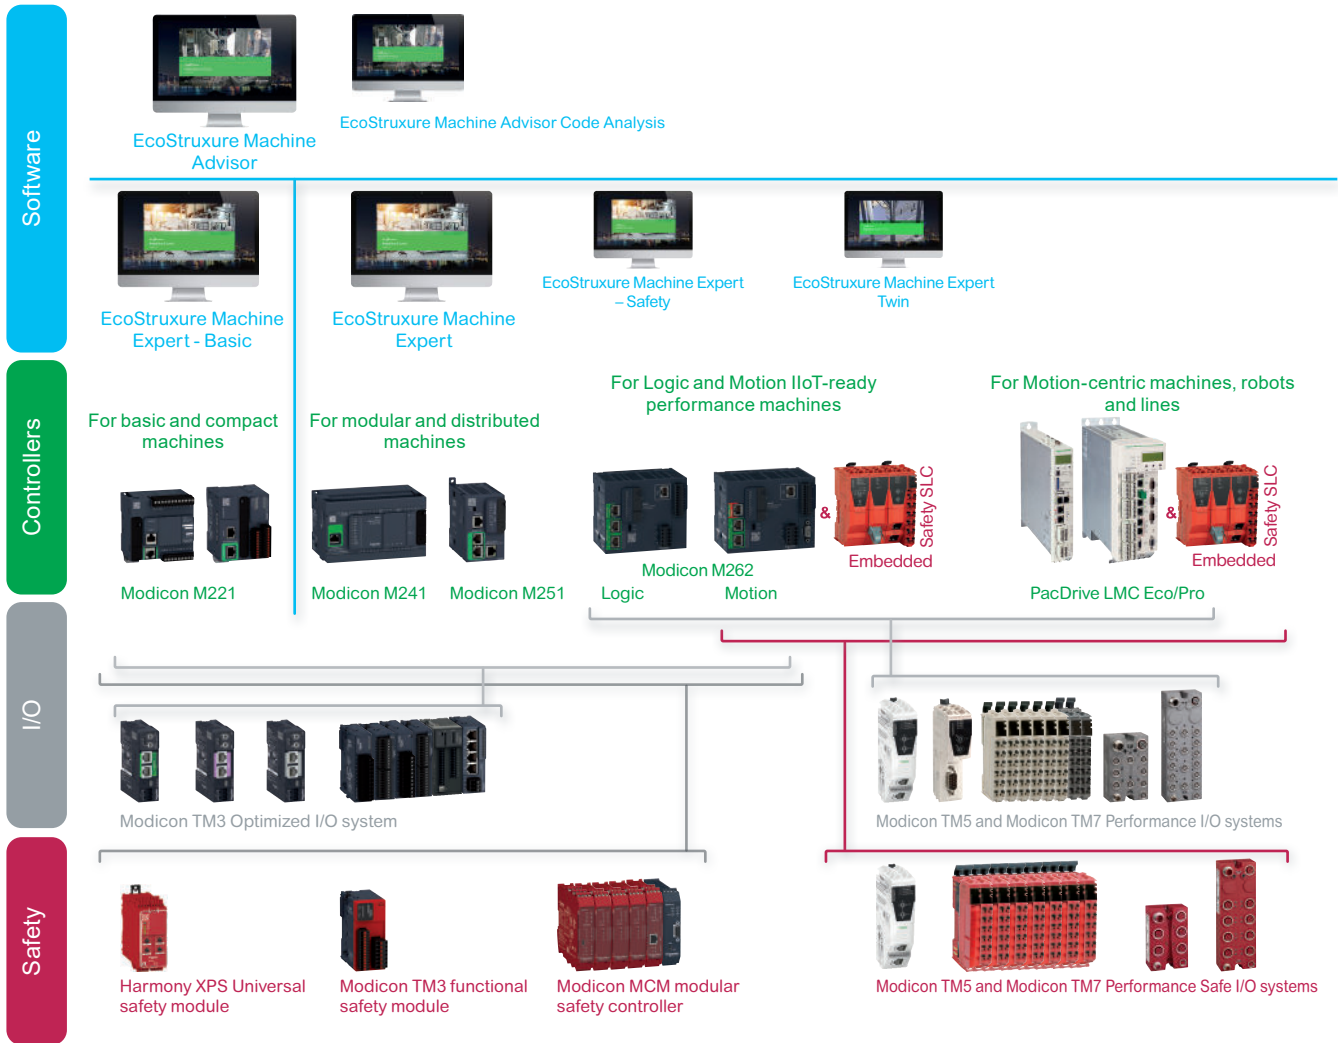 Software
EcoStruxure Machine
Advisor
EcoStruxure Machine Advisor Code Analysis
EcoStruxure Machine
Expert - Basic
EcoStruxure Machine
Expert
EcoStruxure Machine Expert
– Safety
EcoStruxure Machine Expert
Twin
Controllers
For basic and compact
machines
For modular and distributed
machines
For Logic and Motion IIoT-ready
performance machines
For Motion-centric machines, robots
and lines
&
Safety SLC
Embedded
&
Safety SLC
Embedded
Modicon M221
Modicon M241
Modicon M251
Modicon M262
Logic
Motion
PacDrive LMC Eco/Pro
I/O
Modicon TM3 Optimized I/O system
Modicon TM5 and Modicon TM7 Performance I/O systems
Safety
Harmony XPS Universal
safety module
Modicon TM3 functional
safety module
Modicon MCM modular
safety controller
Modicon TM5 and Modicon TM7 Performance Safe I/O systems